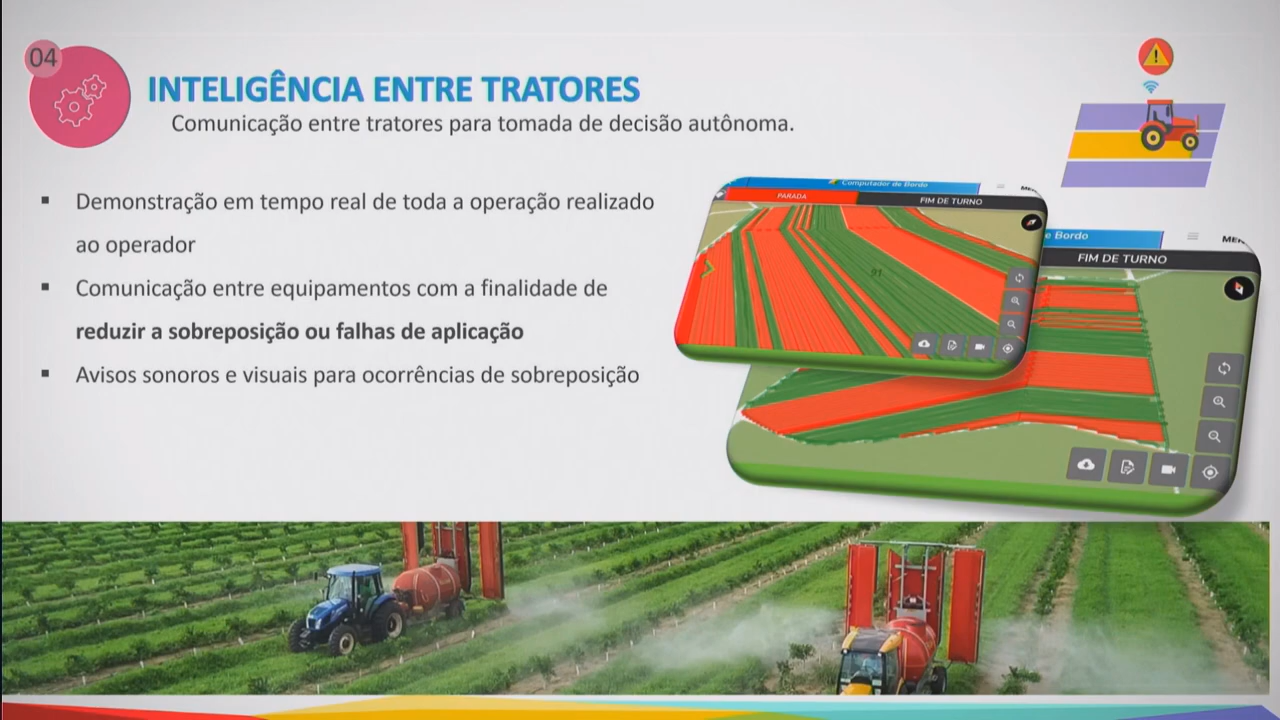 04
INTELIGÊNCIA ENTRE TRATORES
Comunicação entre tratores para tomada de decisão autônoma.
▪ Demonstração em tempo real de toda a operação realizado
ao operador
▪ Comunicação entre equipamentos com a finalidade de
reduzir a sobreposição ou falhas de aplicação
▪ Avisos sonoros e visuais para ocorrências de sobreposição
Computador de Bordo
PARADA
FIM DE TURNO
91
e Bordo
FIM DE TURNO